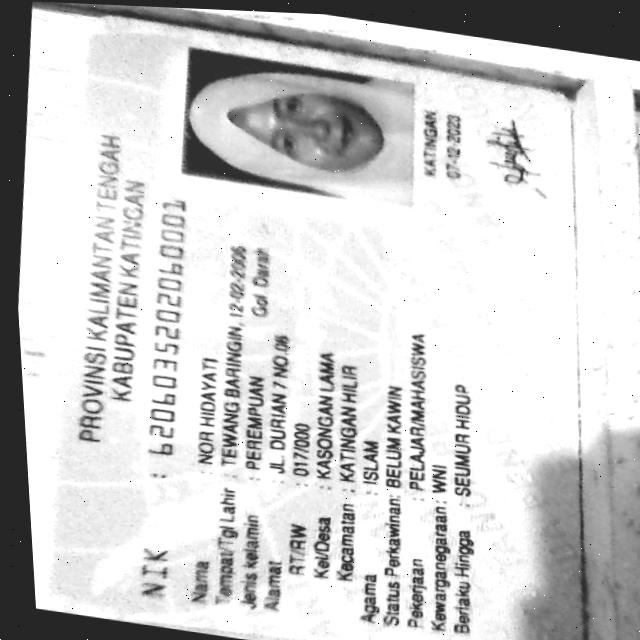 PROVINSI KALIMANTAN TENGAH
KABUPATEN KATINGAN
NIK : 6206035202060001
Nama : NOR HIDAYATI
Tempat/Tgl Lahir : TEWANG BARINGIN, 12-02-2006
Jenis kelamin : PEREMPUAN Gol. Darah
Alamat : JL. DURIAN 7 NO.08
RT/RW : 017/000
Kel/Desa : KASONGAN LAMA
Kecamatan : KATINGAN HILIR
Agama : ISLAM
Status Perkawinan: BELUM KAWIN
Pekerjaan : PELAJAR/MAHASISWA
Kewarganegaraan: WNI
Berlaku Hingga : SEUMUR HIDUP
KATINGAN
07-12-2023